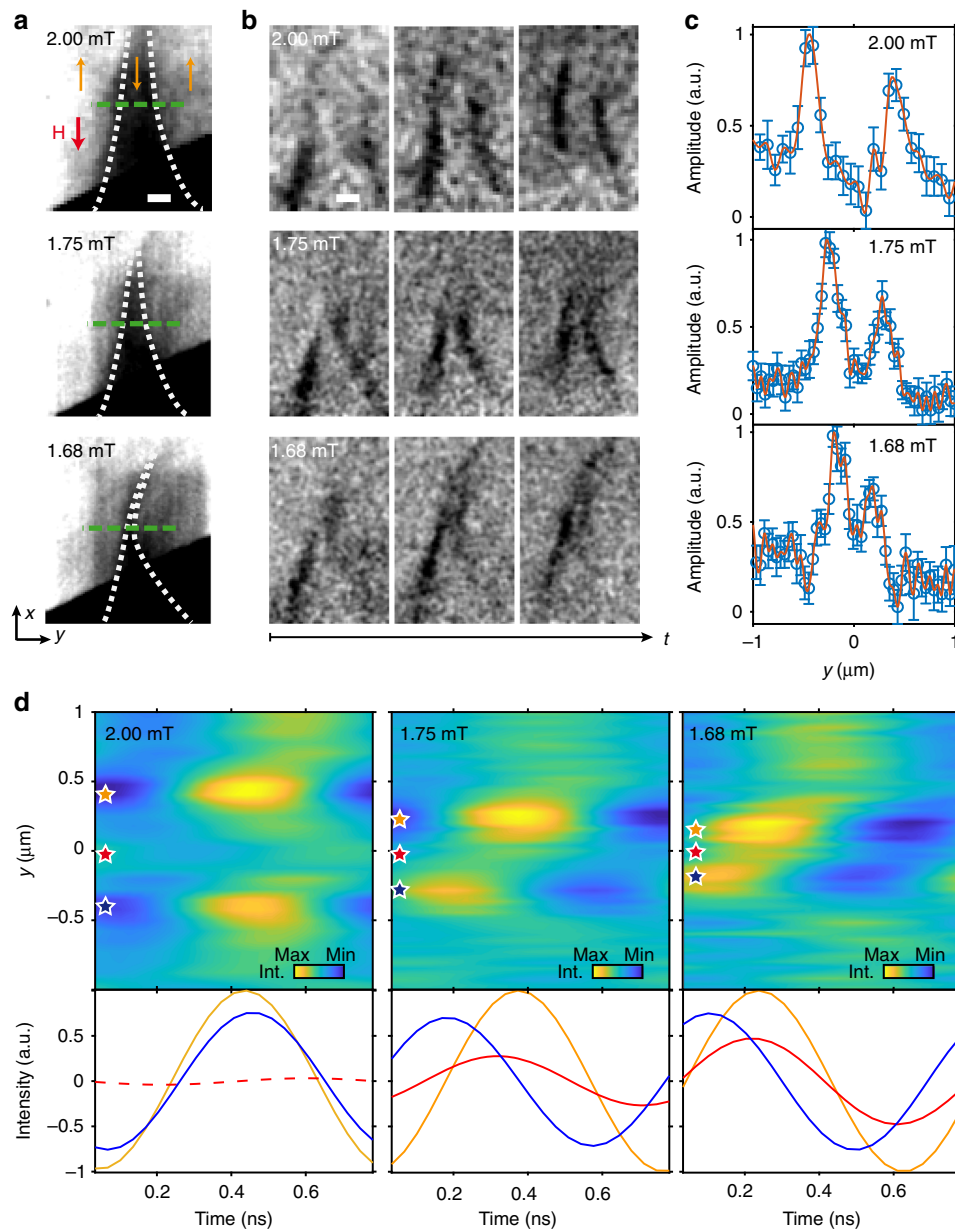 a
2.00 mT
H
1.75 mT
1.68 mT
x
y
b
2.00 mT
1.75 mT
1.68 mT
t
c
2.00 mT
Amplitude (a.u.)
1
0.5
0
1.75 mT
Amplitude (a.u.)
1
0.5
0
1.68 mT
Amplitude (a.u.)
1
0.5
0
–1 0 1
y (μm)
d
2.00 mT
1.75 mT
1.68 mT
y (μm)
1
0.5
0
–0.5
Max Min
Int.
Max Min
Int.
Max Min
Int.
Intensity (a.u.)
0.5
0
–0.5
–1
0.2 0.4 0.6
0.2 0.4 0.6
0.2 0.4 0.6
Time (ns)
Time (ns)
Time (ns)